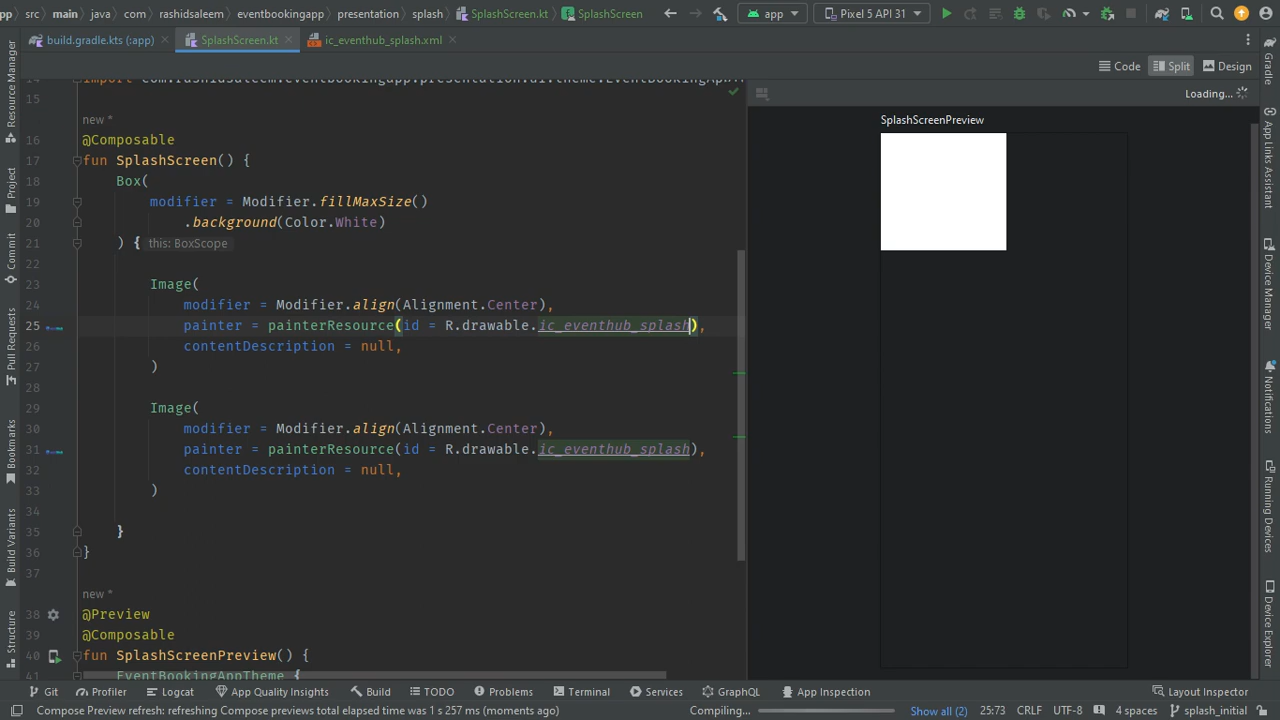 app > src > main > java > com > rashidsaleem > eventbookingapp > presentation > splash > SplashScreen.kt > SplashScreen
app
Pixel 5 API 31
build.gradle.kts (:app)
SplashScreen.kt
ic_eventhub_splash.xml
Code
Split
Design
15
Loading...
new *
SplashScreenPreview
16 @Composable
17 fun SplashScreen() {
18 Box(
19 modifier = Modifier.fillMaxSize()
20 .background(Color.White)
21 ) { this: BoxScope
22
23 Image(
24 modifier = Modifier.align(Alignment.Center),
25 painter = painterResource(id = R.drawable.ic_eventhub_splash),
26 contentDescription = null,
27 )
28
29 Image(
30 modifier = Modifier.align(Alignment.Center),
31 painter = painterResource(id = R.drawable.ic_eventhub_splash),
32 contentDescription = null,
33 )
34
35 }
36 }
37
new *
38 @Preview
39 @Composable
40 fun SplashScreenPreview() {
41 EventBookingAppTheme {
Resource Manager
Project
Commit
Pull Requests
Bookmarks
Build Variants
Structure
Gradle
App Links Assistant
Device Manager
Notifications
Running Devices
Device Explorer
Git
Profiler
Logcat
App Quality Insights
Build
TODO
Problems
Terminal
Services
GraphQL
App Inspection
Layout Inspector
Compose Preview refresh: refreshing Compose previews total elapsed time was 1 s 257 ms (moments ago)
Compiling...
Show all (2)
25:73
CRLF
UTF-8
4 spaces
splash_initial